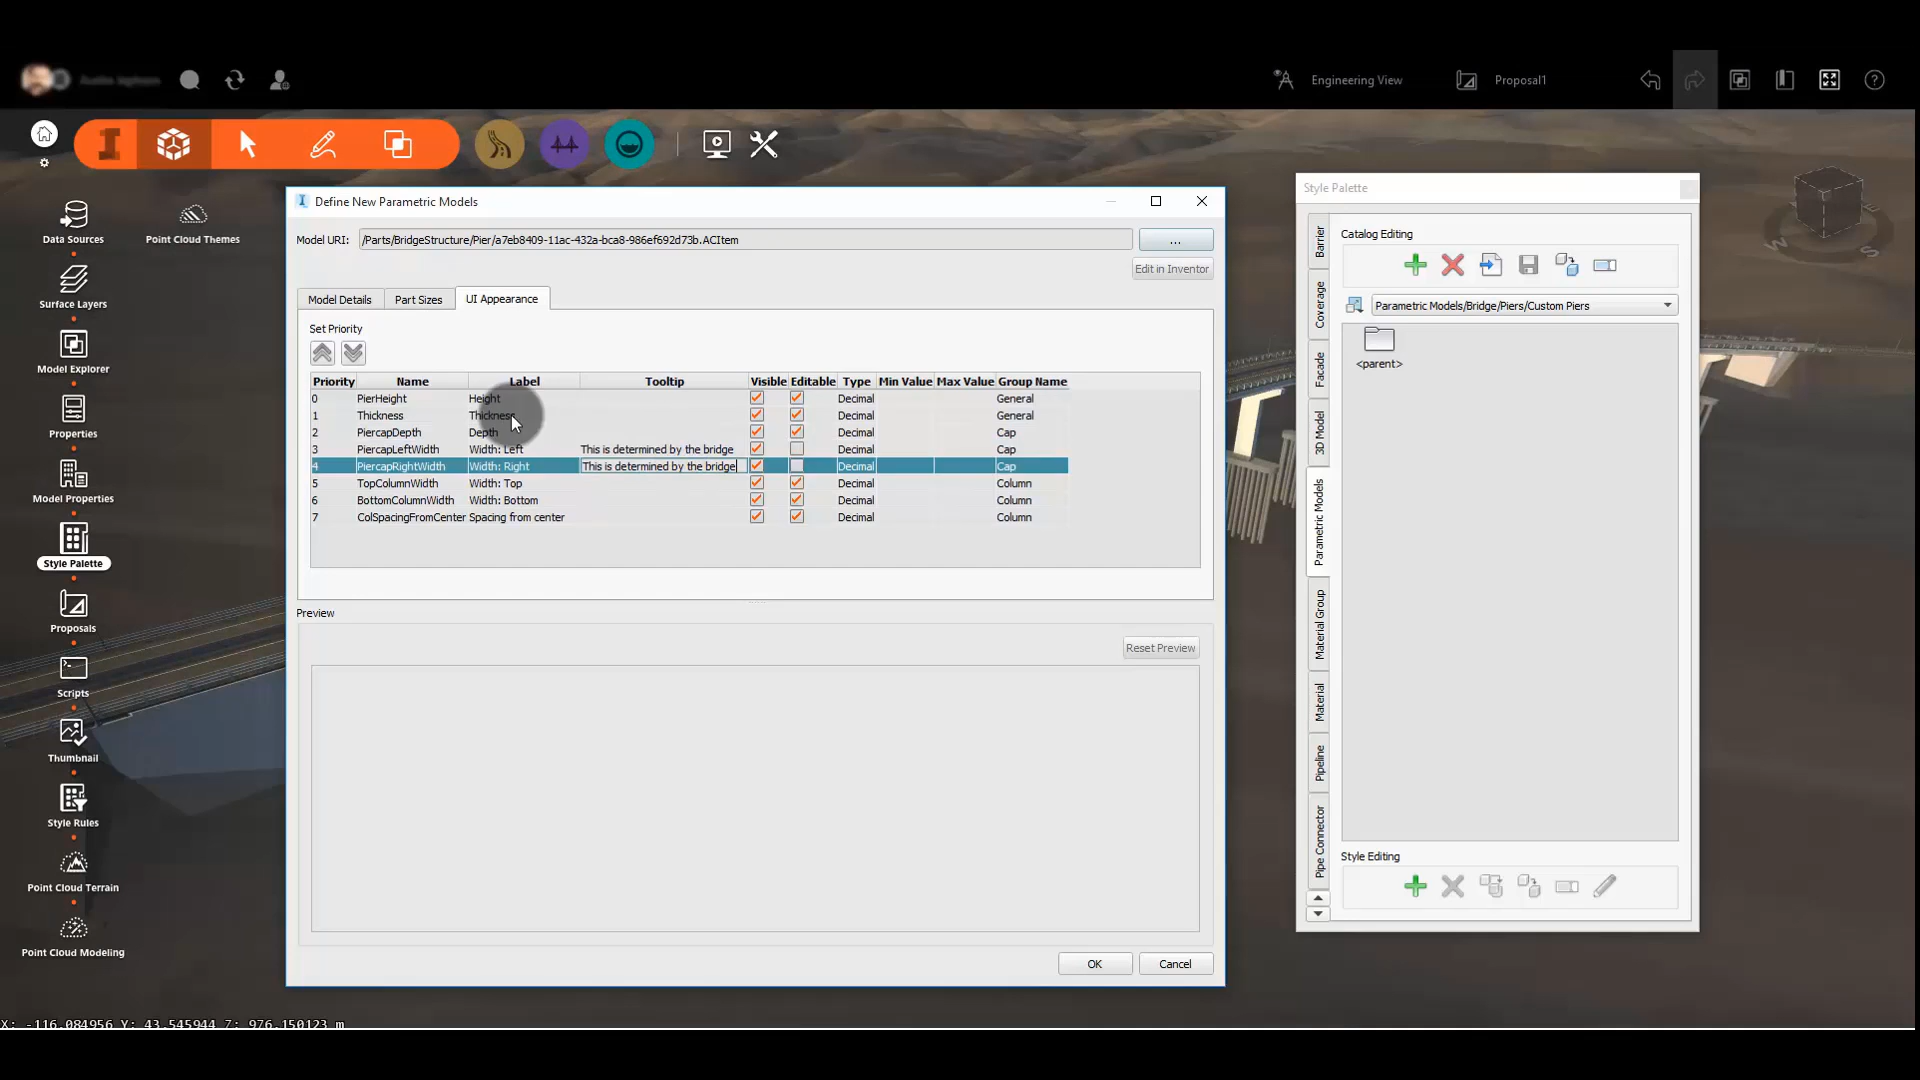 Engineering View
Proposal1
Data Sources
Point Cloud Themes
Surface Layers
Model Explorer
Properties
Model Properties
Style Palette
Proposals
Scripts
Thumbnail
Style Rules
Point Cloud Terrain
Point Cloud Modeling
X: -116.084956 Y: 43.545944 Z: 976.150123 m
Define New Parametric Models
Model URI: /Parts/BridgeStructure/Pier/a7eb8409-11ac-432a-bca8-986ef692d73b.ACItem ...
Edit in Inventor
Model Details Part Sizes UI Appearance
Set Priority
Priority Name Label Tooltip Visible Editable Type Min Value Max Value Group Name
0 PierHeight Height Decimal General
1 Thickness Thickness Decimal General
2 PiercapDepth Depth Decimal Cap
3 PiercapLeftWidth Width: Left This is determined by the bridge Decimal Cap
4 PiercapRightWidth Width: Right This is determined by the bridge Decimal Cap
5 TopColumnWidth Width: Top Decimal Column
6 BottomColumnWidth Width: Bottom Decimal Column
7 ColSpacingFromCenter Spacing from center Decimal Column
Preview
Reset Preview
OK Cancel
Style Palette
Barrier
Coverage
Facade
3D Model
Parametric Models
Material Group
Material
Pipeline
Pipe Connector
Catalog Editing
Parametric Models/Bridge/Piers/Custom Piers
<parent>
Style Editing
W
S
E